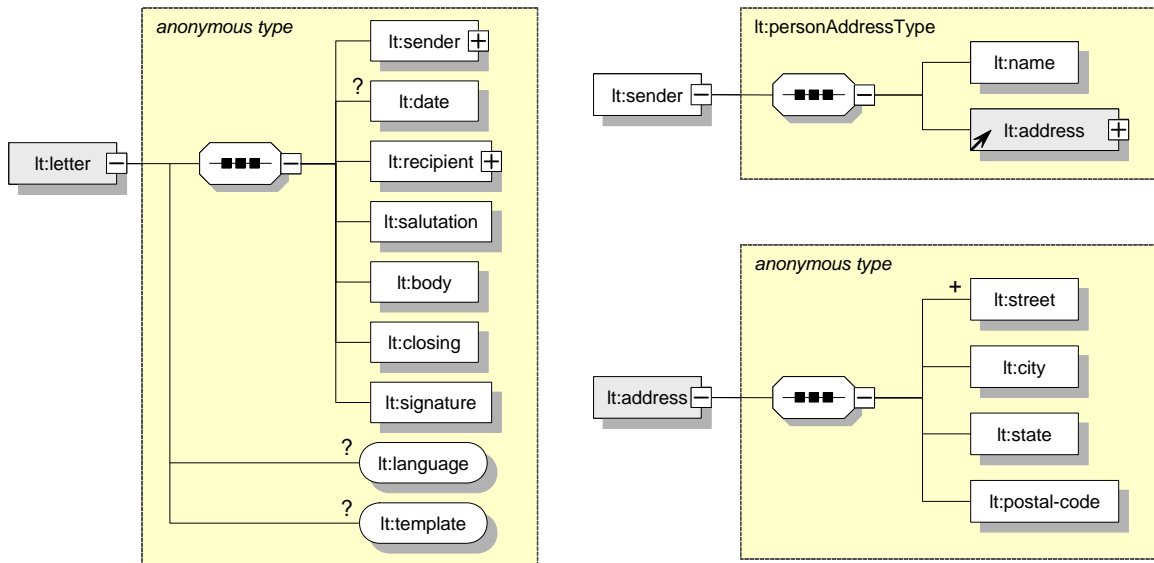 anonymous type
lt:letter
lt:sender
?
lt:date
lt:recipient
lt:salutation
lt:body
lt:closing
lt:signature
?
lt:language
?
lt:template
lt:personAddressType
lt:sender
lt:name
lt:address
anonymous type
lt:address
+
lt:street
lt:city
lt:state
lt:postal-code